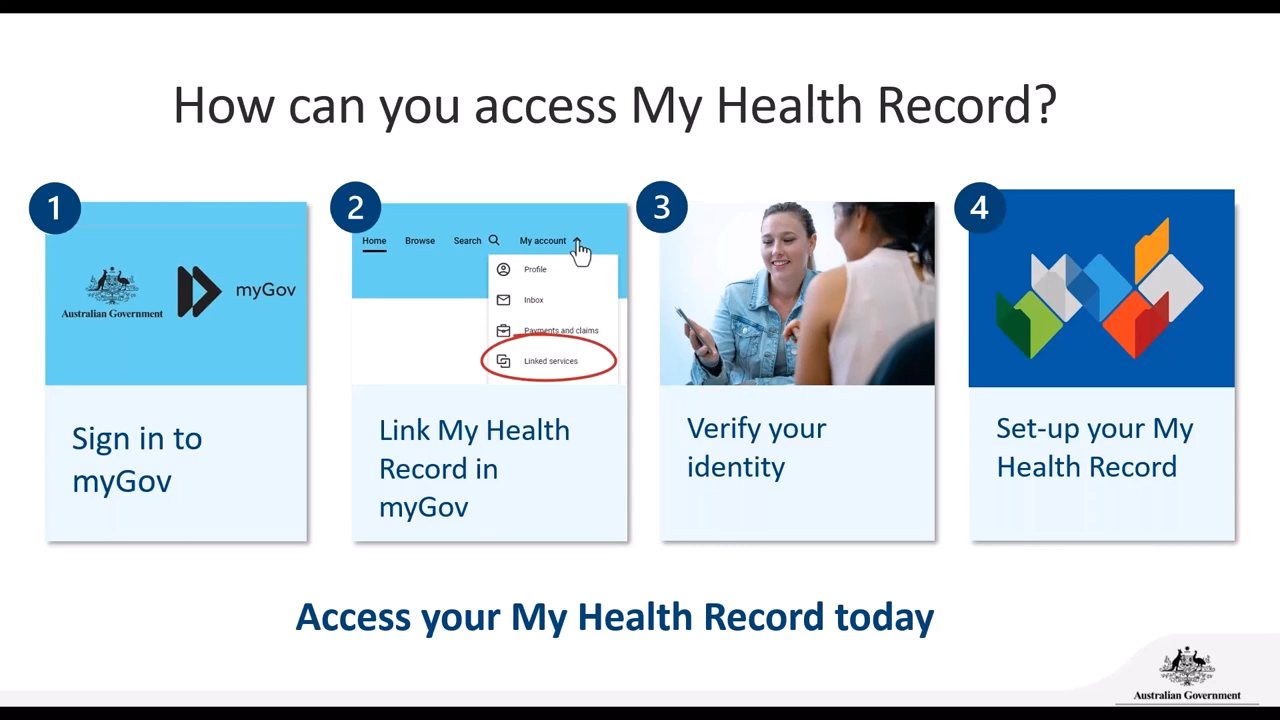 How can you access My Health Record?
1
Australian Government
myGov
Sign in to
myGov
2
Home Browse Search My account
Profile
Inbox
Payments and claims
Linked services
Link My Health
Record in
myGov
3
Verify your
identity
4
Set-up your My
Health Record
Access your My Health Record today
Australian Government